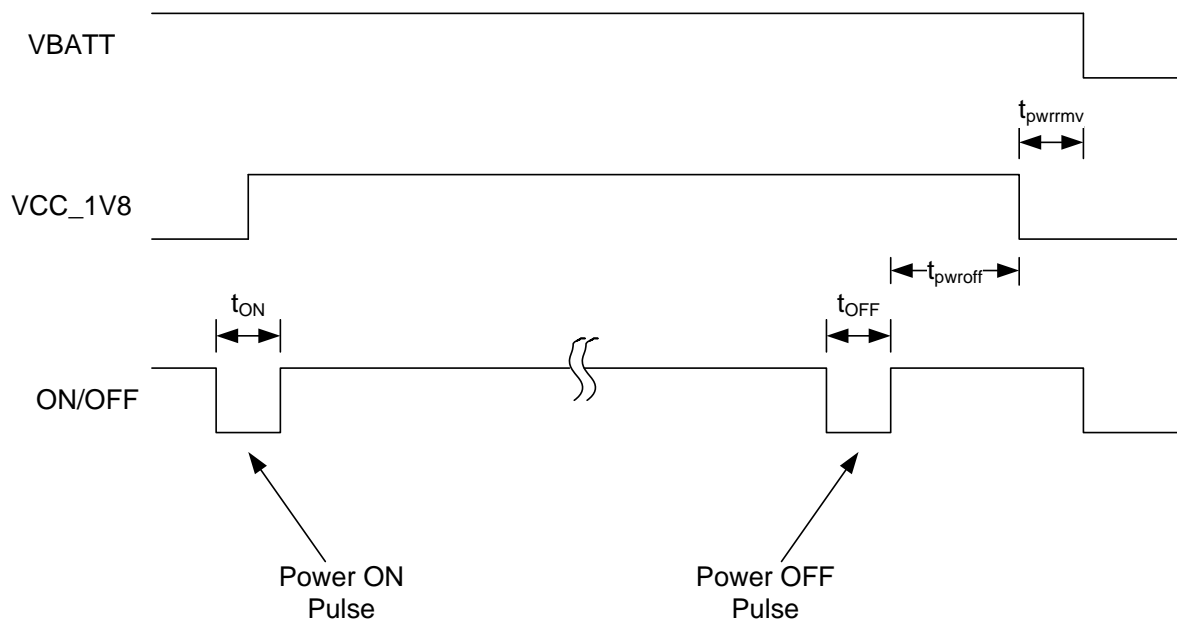 VBATT
tpwrrmv
VCC_1V8
tpwroff
tON
tOFF
ON/OFF
Power ON
Pulse
Power OFF
Pulse